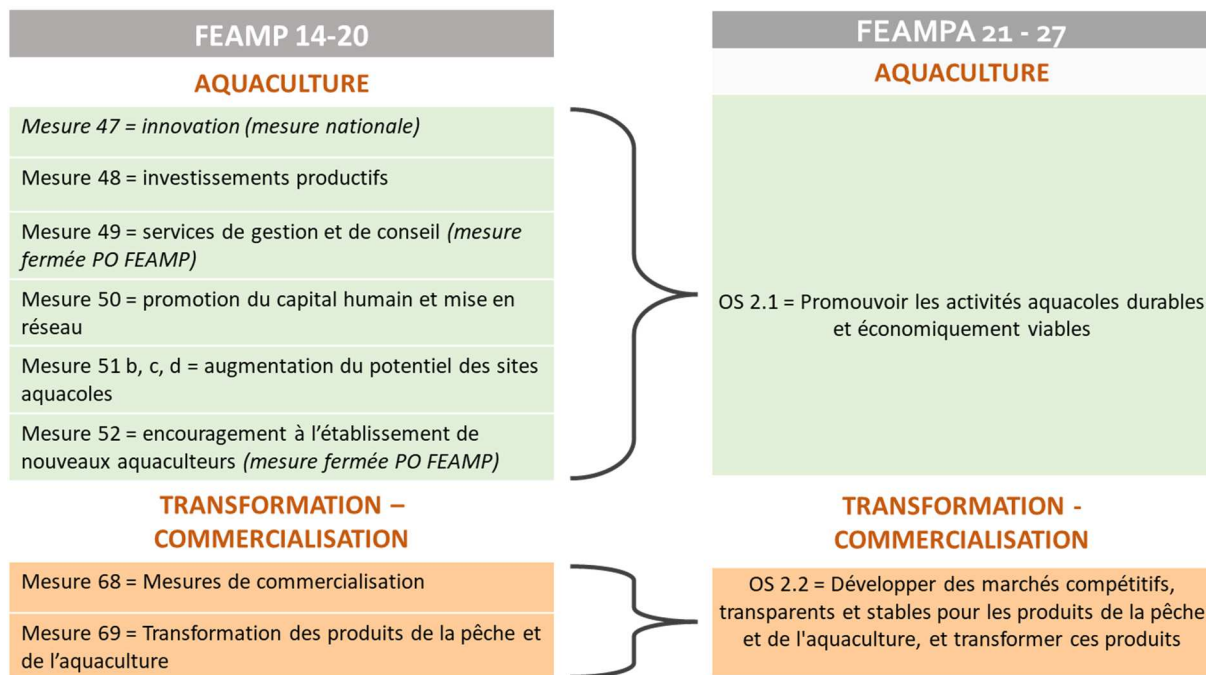 FEAMP 14-20
AQUACULTURE
Mesure 47 = innovation (mesure nationale)
Mesure 48 = investissements productifs
Mesure 49 = services de gestion et de conseil (mesure
fermée PO FEAMP)
Mesure 50 = promotion du capital humain et mise en
réseau
Mesure 51 b, c, d = augmentation du potentiel des sites
aquacoles
Mesure 52 = encouragement à l’établissement de
nouveaux aquaculteurs (mesure fermée PO FEAMP)
TRANSFORMATION –
COMMERCIALISATION
Mesure 68 = Mesures de commercialisation
Mesure 69 = Transformation des produits de la pêche et
de l’aquaculture
FEAMPA 21 - 27
AQUACULTURE
OS 2.1 = Promouvoir les activités aquacoles durables
et économiquement viables
TRANSFORMATION -
COMMERCIALISATION
OS 2.2 = Développer des marchés compétitifs,
transparents et stables pour les produits de la pêche
et de l'aquaculture, et transformer ces produits